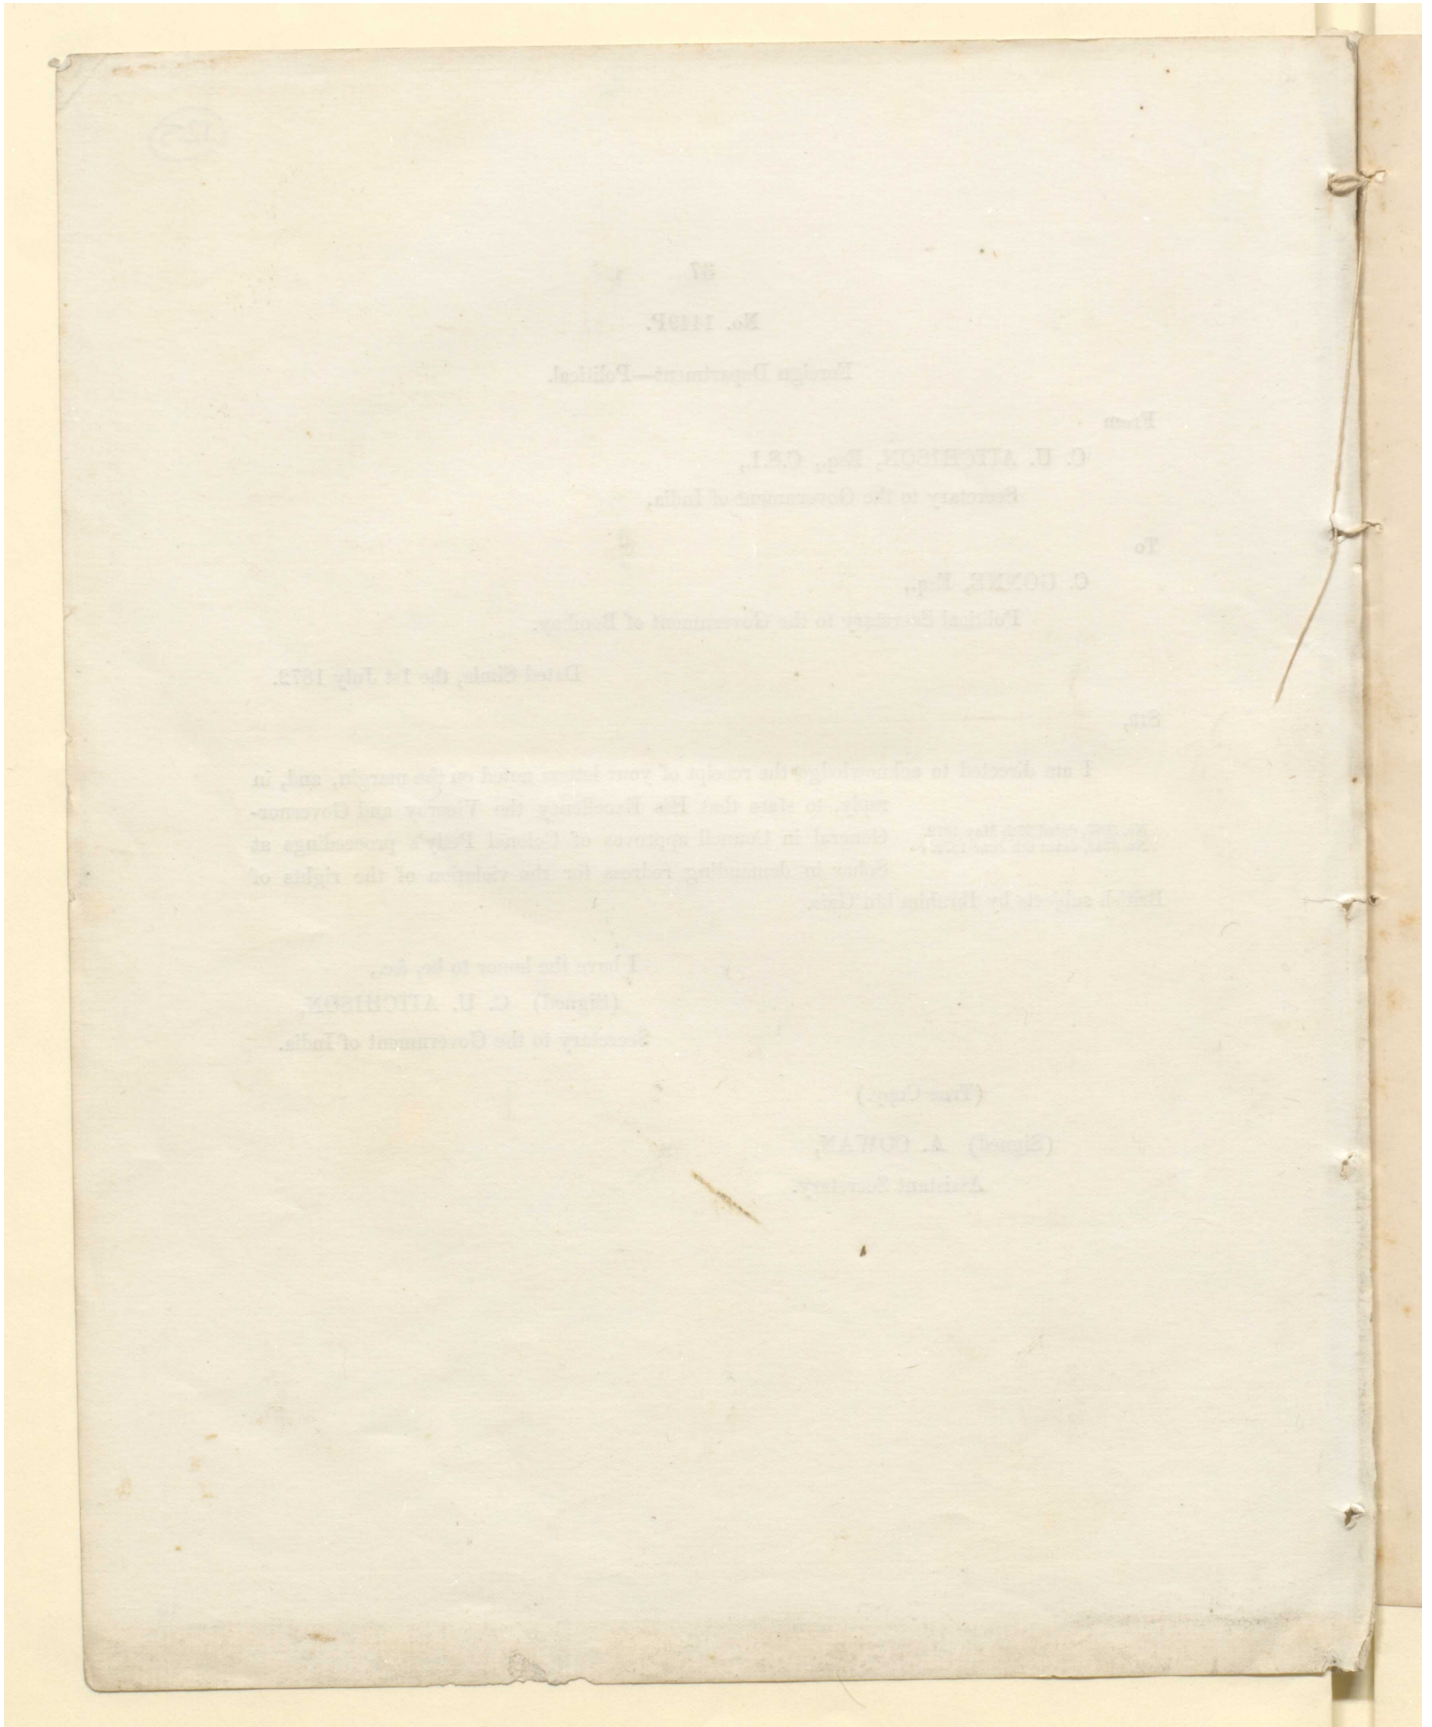 37
No. 1449P.
Foreign Department—Political.
From
C. U. AITCHISON, Esq., C.S.I.,
Secretary to the Government of India.
To
C. GONNE, Esq.,
Political Secretary to the Government of Bombay.
Dated Simla, the 1st July 1872.
SIR,
I am directed to acknowledge the receipt of your letters noted on the margin, and, in
reply, to state that His Excellency the Viceroy and Governor-
General in Council approves of Colonel Pelly's proceedings at
Sohar in demanding redress for the violation of the rights of
British subjects by Ibrahim bin Gais.
I have the honor to be, &c.,
(Signed) C. U. AITCHISON,
Secretary to the Government of India.
(True Copy.)
(Signed) A. COWAN,
Assistant Secretary.